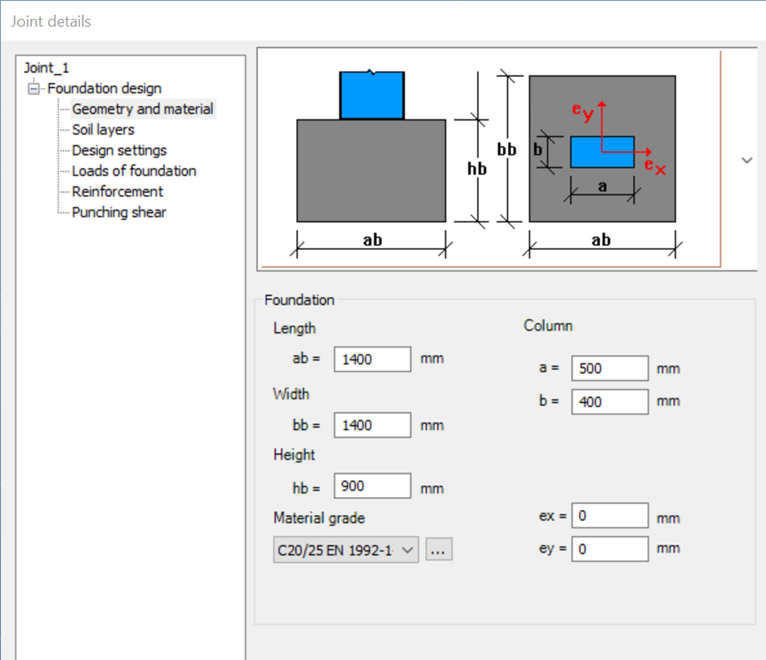 Joint details
Joint_1
Foundation design
Geometry and material
Soil layers
Design settings
Loads of foundation
Reinforcement
Punching shear
hb
ab
bb
b
ey
ex
a
ab
Foundation
Length
ab = 1400 mm
Width
bb = 1400 mm
Height
hb = 900 mm
Material grade
C20/25 EN 1992-1- ...
Column
a = 500 mm
b = 400 mm
ex = 0 mm
ey = 0 mm